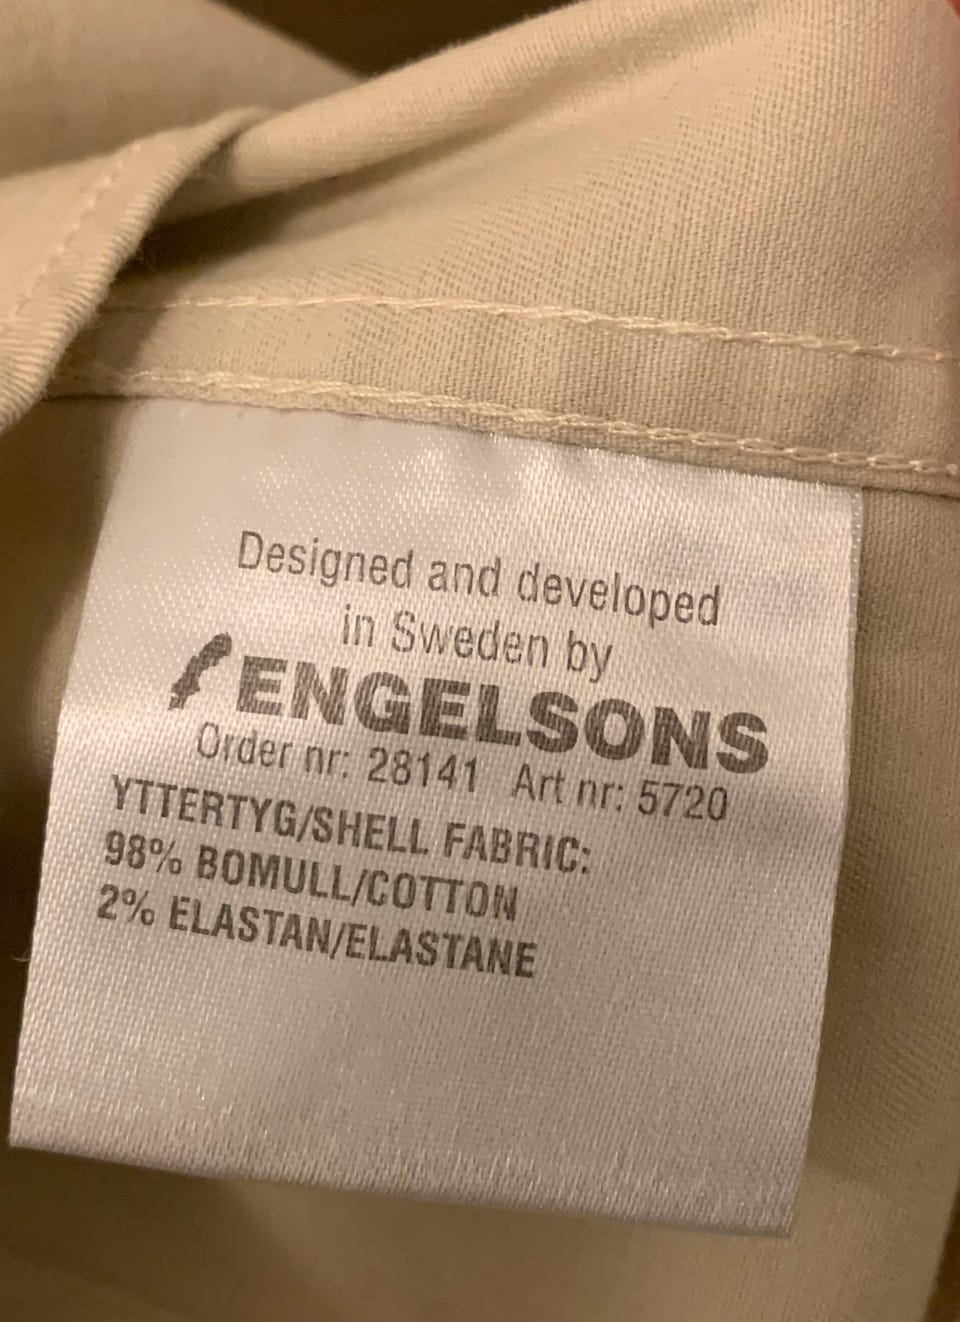 Designed and developed
in Sweden by
ENGELSONS
Order nr: 28141 Art nr: 5720
YTTERTYG/SHELL FABRIC:
98% BOMULL/COTTON
2% ELASTAN/ELASTANE